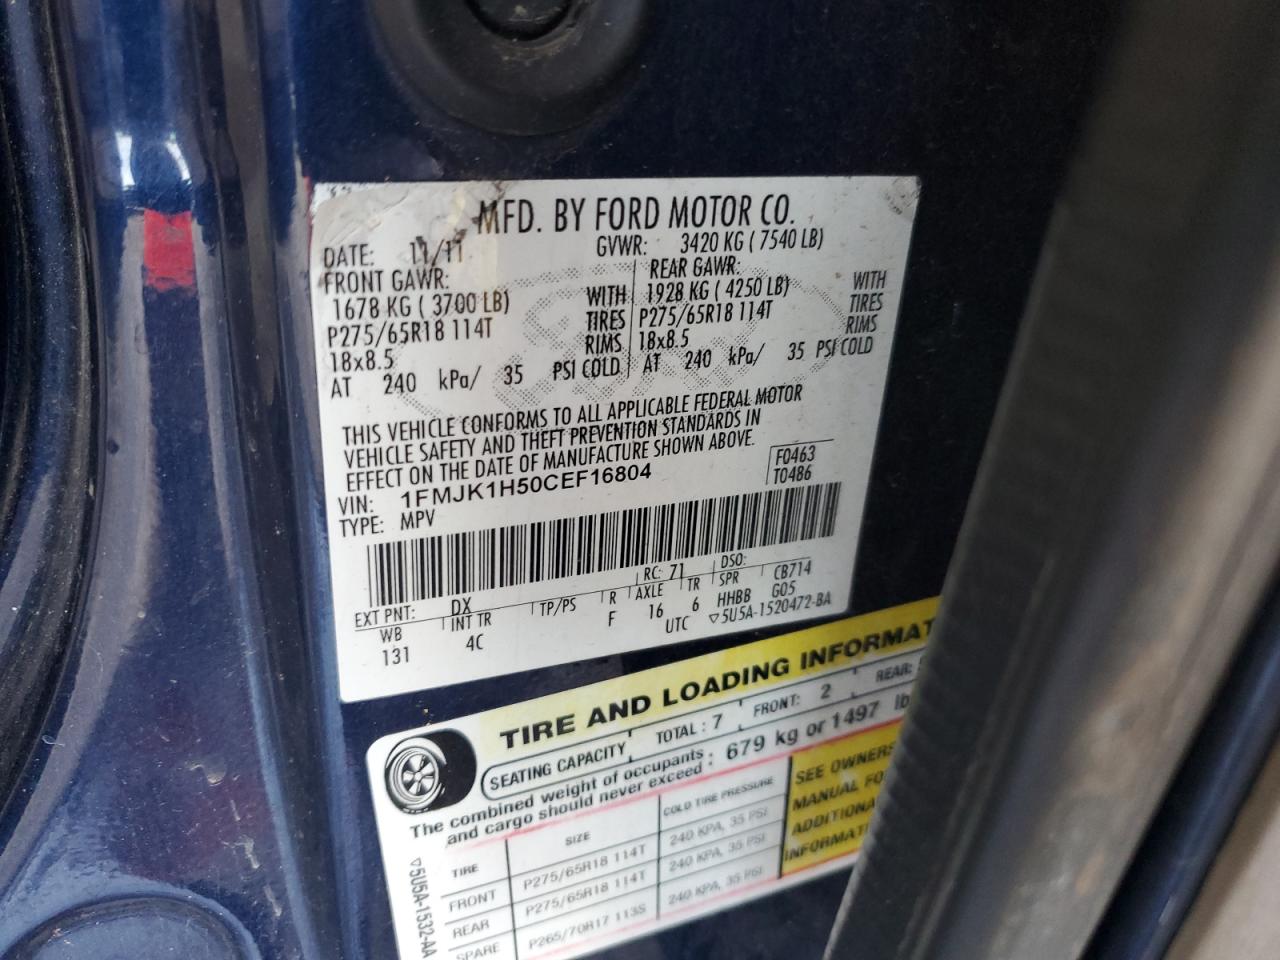 MFD. BY FORD MOTOR CO.
DATE: 11/11 GVWR: 3420 KG ( 7540 LB)
FRONT GAWR: REAR GAWR:
1678 KG ( 3700 LB) WITH 1928 KG ( 4250 LB) WITH
P275/65R18 114T TIRES P275/65R18 114T TIRES
18x8.5 RIMS 18x8.5 RIMS
AT 240 kPa/ 35 PSI COLD AT 240 kPa/ 35 PSI COLD
THIS VEHICLE CONFORMS TO ALL APPLICABLE FEDERAL MOTOR
VEHICLE SAFETY AND THEFT PREVENTION STANDARDS IN
EFFECT ON THE DATE OF MANUFACTURE SHOWN ABOVE.
F0463
VIN: 1FMJK1H50CEF16804 T0486
TYPE: MPV
EXT PNT: DX RC: 71 DSO: CB714
WB INT TR TP/PS R AXLE TR SPR G05
131 4C F 16 6 HHBB
UTC ▽5U5A-1520472-BA
TIRE AND LOADING INFORMAT
SEATING CAPACITY TOTAL: 7 FRONT: 2 REAR:
The combined weight of occupants
and cargo should never exceed: 679 kg or 1497 lb
TIRE SIZE COLD TIRE PRESSURE
FRONT P275/65R18 114T 240 KPA, 35 PSI
REAR P275/65R18 114T 240 KPA, 35 PSI
SPARE P265/70R17 113S 240 KPA, 35 PSI
SEE OWNERS
MANUAL FO
ADDITIONA
INFORMAT
▽5U5A-1532-AA